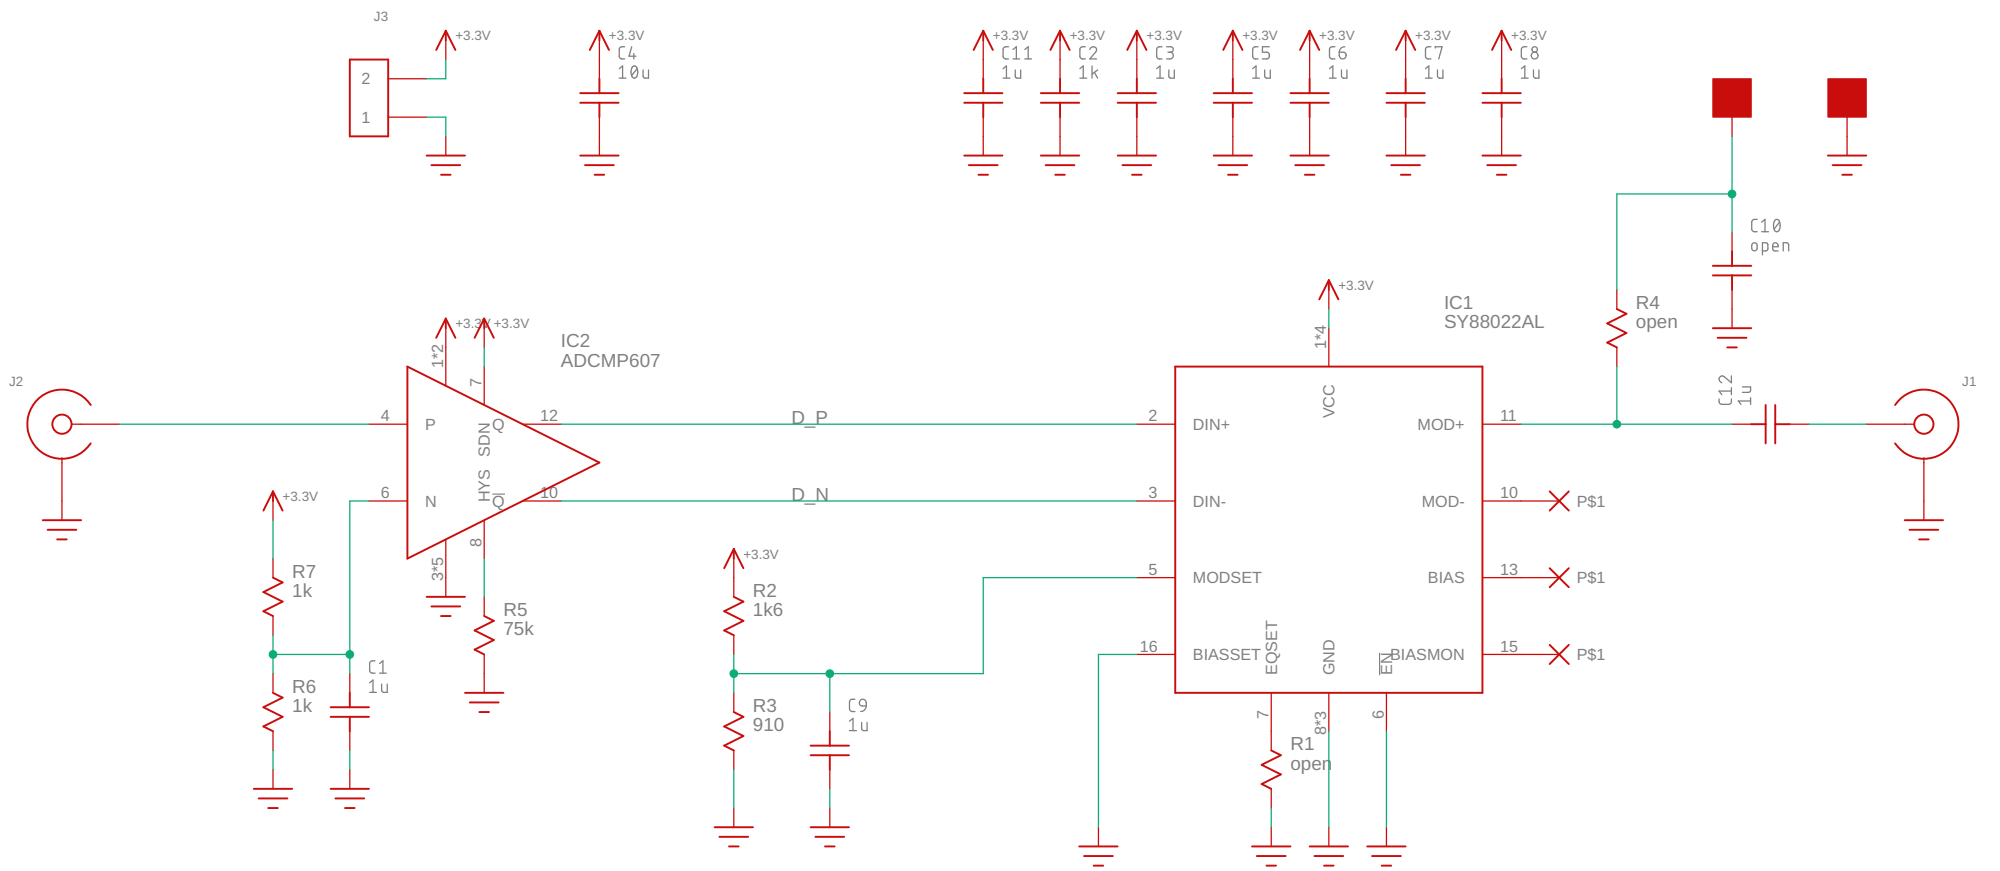 J3
+3.3V
2
1
+3.3V
C4
10u
+3.3V
C11
1u
+3.3V
C2
1k
+3.3V
C3
1u
+3.3V
C5
1u
+3.3V
C6
1u
+3.3V
C7
1u
+3.3V
C8
1u
C10
open
R4
open
C12
1u
J1
J2
+3.3V
+3.3V
1*2
7
IC2
ADCMP607
4
P
SDN
Q
12
D_P
6
N
HYS
Q
10
D_N
3*5
8
R5
75k
+3.3V
R7
1k
R6
1k
C1
1u
+3.3V
R2
1k6
R3
910
C9
1u
+3.3V
1*4
IC1
SY88022AL
VCC
2
DIN+
MOD+
11
3
DIN-
MOD-
10
P$1
5
MODSET
BIAS
13
P$1
16
BIASSET
EQSET
GND
EN
BIASMON
15
P$1
7
8*3
6
R1
open